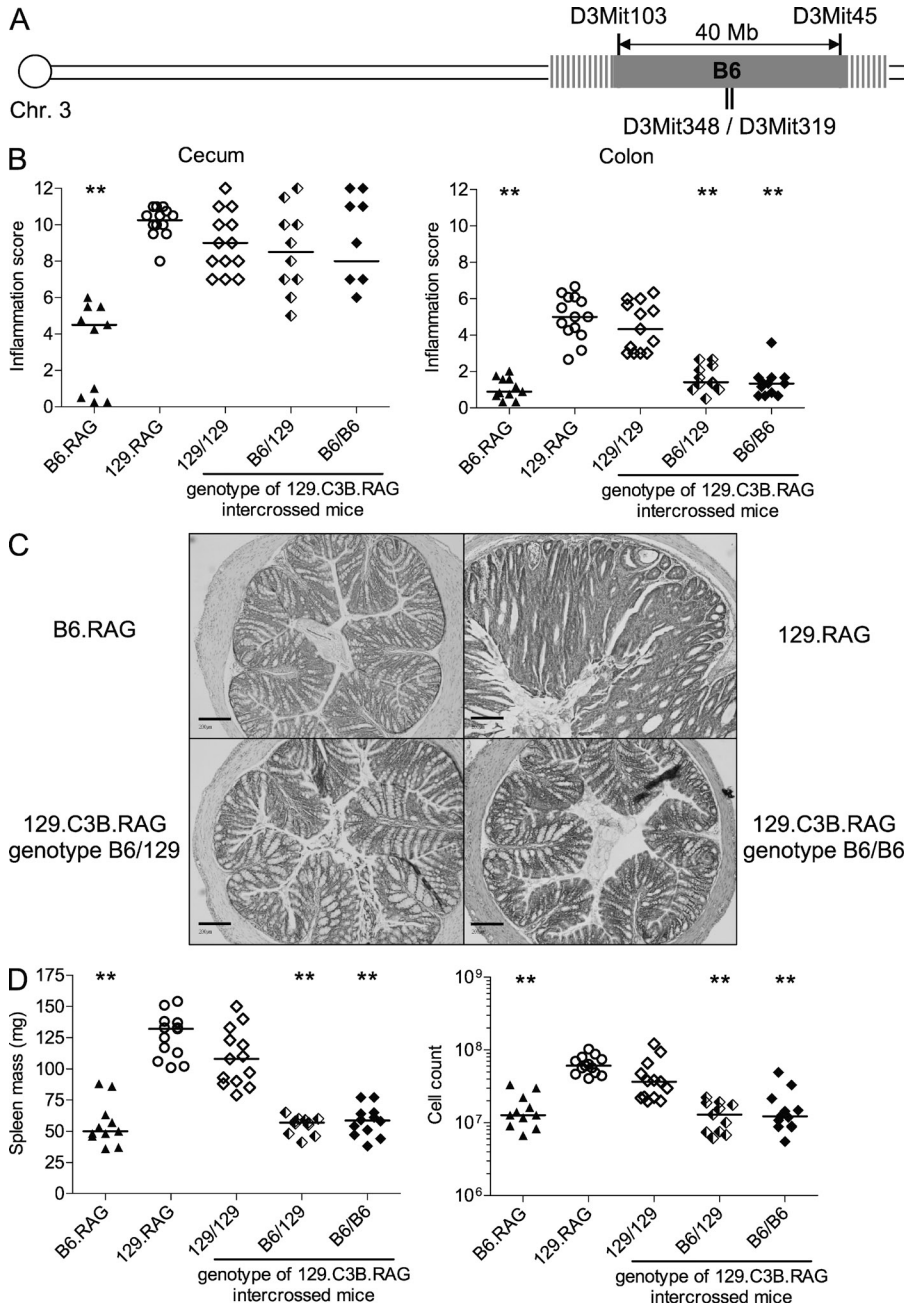 A
D3Mit103
D3Mit45
40 Mb
B6
Chr. 3
D3Mit348 / D3Mit319
B
Cecum
Inflammation score
12
10
8
6
4
2
0
**
B6.RAG
129.RAG
129/129
B6/129
B6/B6
genotype of 129.C3B.RAG
intercrossed mice
Colon
Inflammation score
12
10
8
6
4
2
0
**
**
**
B6.RAG
129.RAG
129/129
B6/129
B6/B6
genotype of 129.C3B.RAG
intercrossed mice
C
B6.RAG
129.RAG
129.C3B.RAG
genotype B6/129
129.C3B.RAG
genotype B6/B6
D
Spleen mass (mg)
175
150
125
100
75
50
25
0
**
**
**
B6.RAG
129.RAG
129/129
B6/129
B6/B6
genotype of 129.C3B.RAG
intercrossed mice
Cell count
10⁹
10⁸
10⁷
10⁶
**
**
**
B6.RAG
129.RAG
129/129
B6/129
B6/B6
genotype of 129.C3B.RAG
intercrossed mice